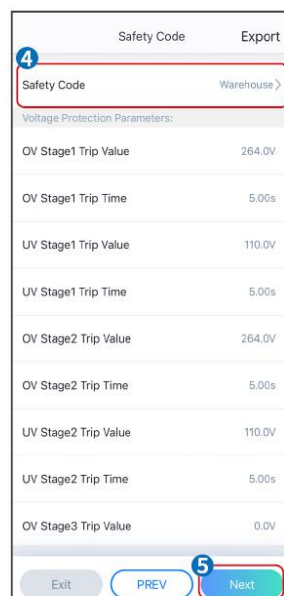 Safety Code Export
4
Safety Code Warehouse >
Voltage Protection Parameters:
OV Stage1 Trip Value 264.0V
OV Stage1 Trip Time 5.00s
UV Stage1 Trip Value 110.0V
UV Stage1 Trip Time 5.00s
OV Stage2 Trip Value 264.0V
OV Stage2 Trip Time 5.00s
UV Stage2 Trip Value 110.0V
UV Stage2 Trip Time 5.00s
OV Stage3 Trip Value 0.0V
5
Exit PREV Next